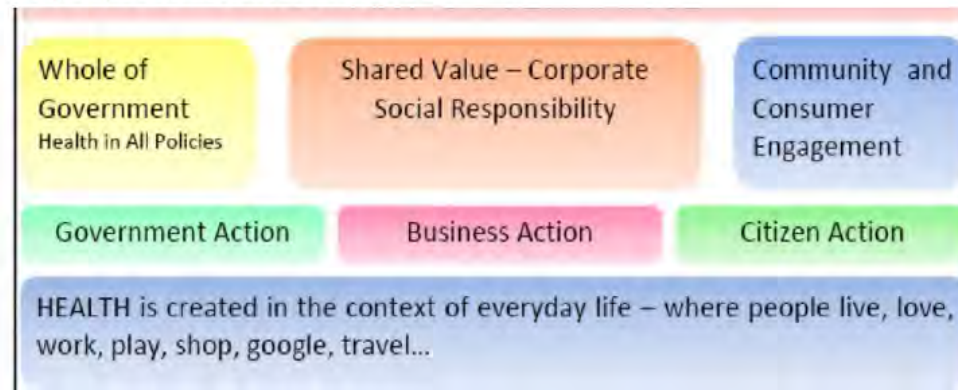 Whole of
Government
Health in All Policies
Shared Value – Corporate
Social Responsibility
Community and
Consumer
Engagement
Government Action
Business Action
Citizen Action
HEALTH is created in the context of everyday life – where people live, love,
work, play, shop, google, travel...